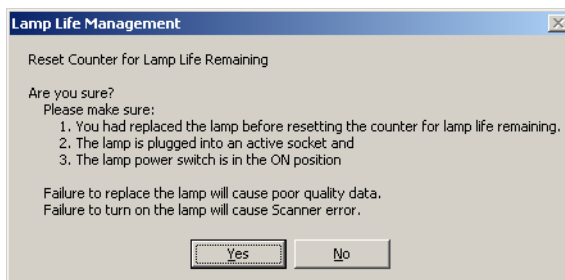 Lamp Life Management
Reset Counter for Lamp Life Remaining
Are you sure?
Please make sure:
1. You had replaced the lamp before resetting the counter for lamp life remaining.
2. The lamp is plugged into an active socket and
3. The lamp power switch is in the ON position
Failure to replace the lamp will cause poor quality data.
Failure to turn on the lamp will cause Scanner error.
Yes No